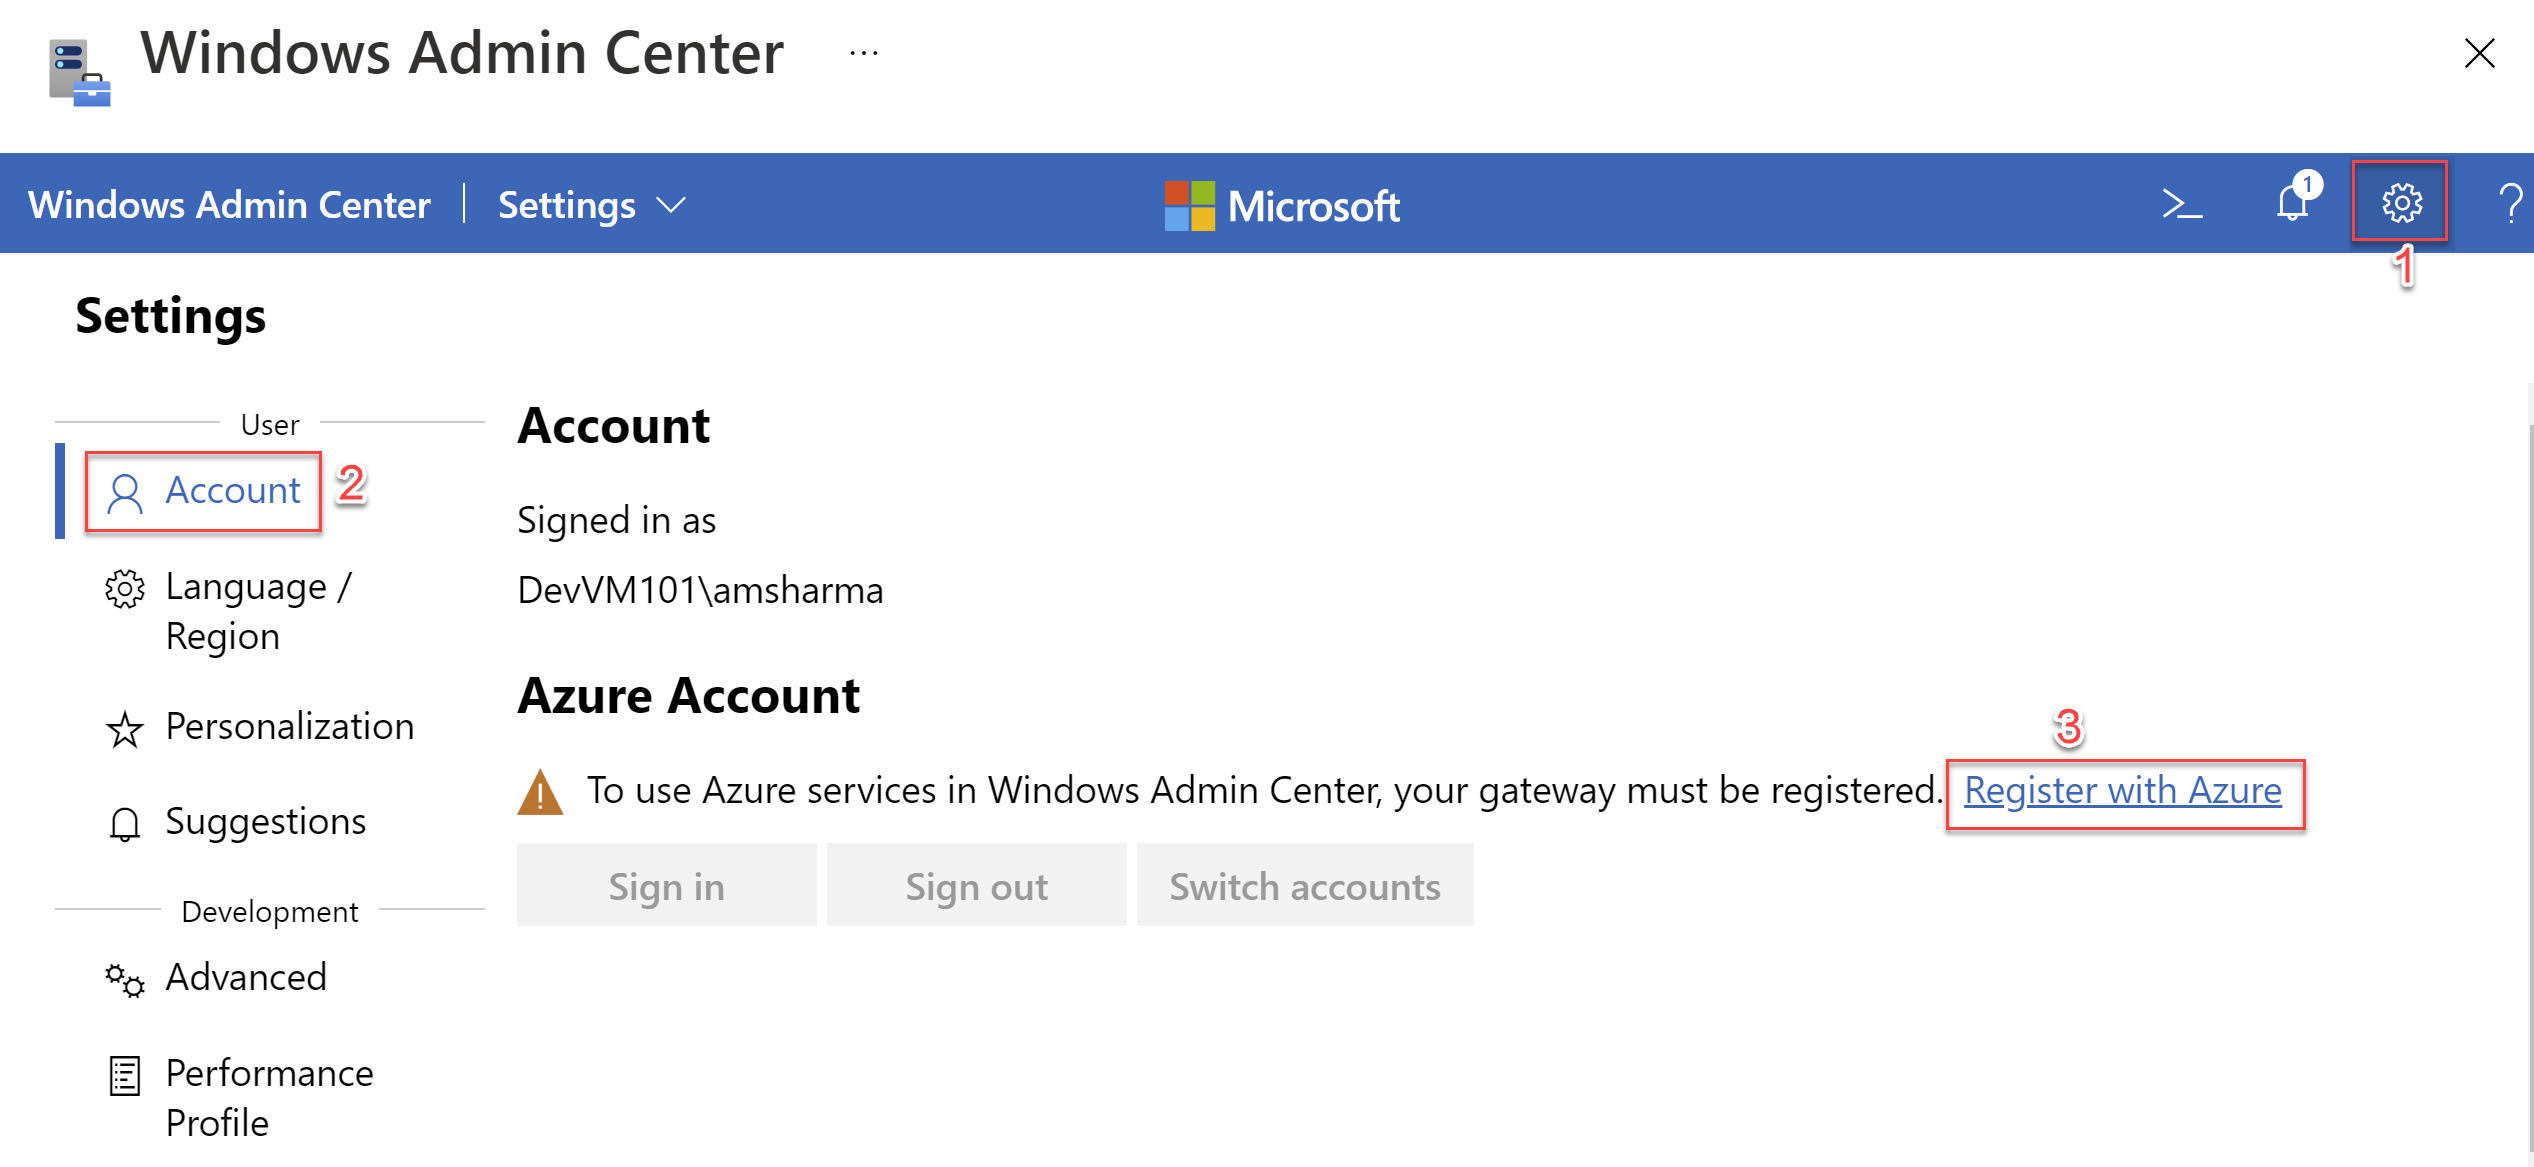 Windows Admin Center ...
Windows Admin Center | Settings
Microsoft
1
?
1
Settings
User
Account
2
Language /
Region
Personalization
Suggestions
Development
Advanced
Performance
Profile
Account
Signed in as
DevVM101\amsharma
Azure Account
3
To use Azure services in Windows Admin Center, your gateway must be registered. Register with Azure
Sign in
Sign out
Switch accounts